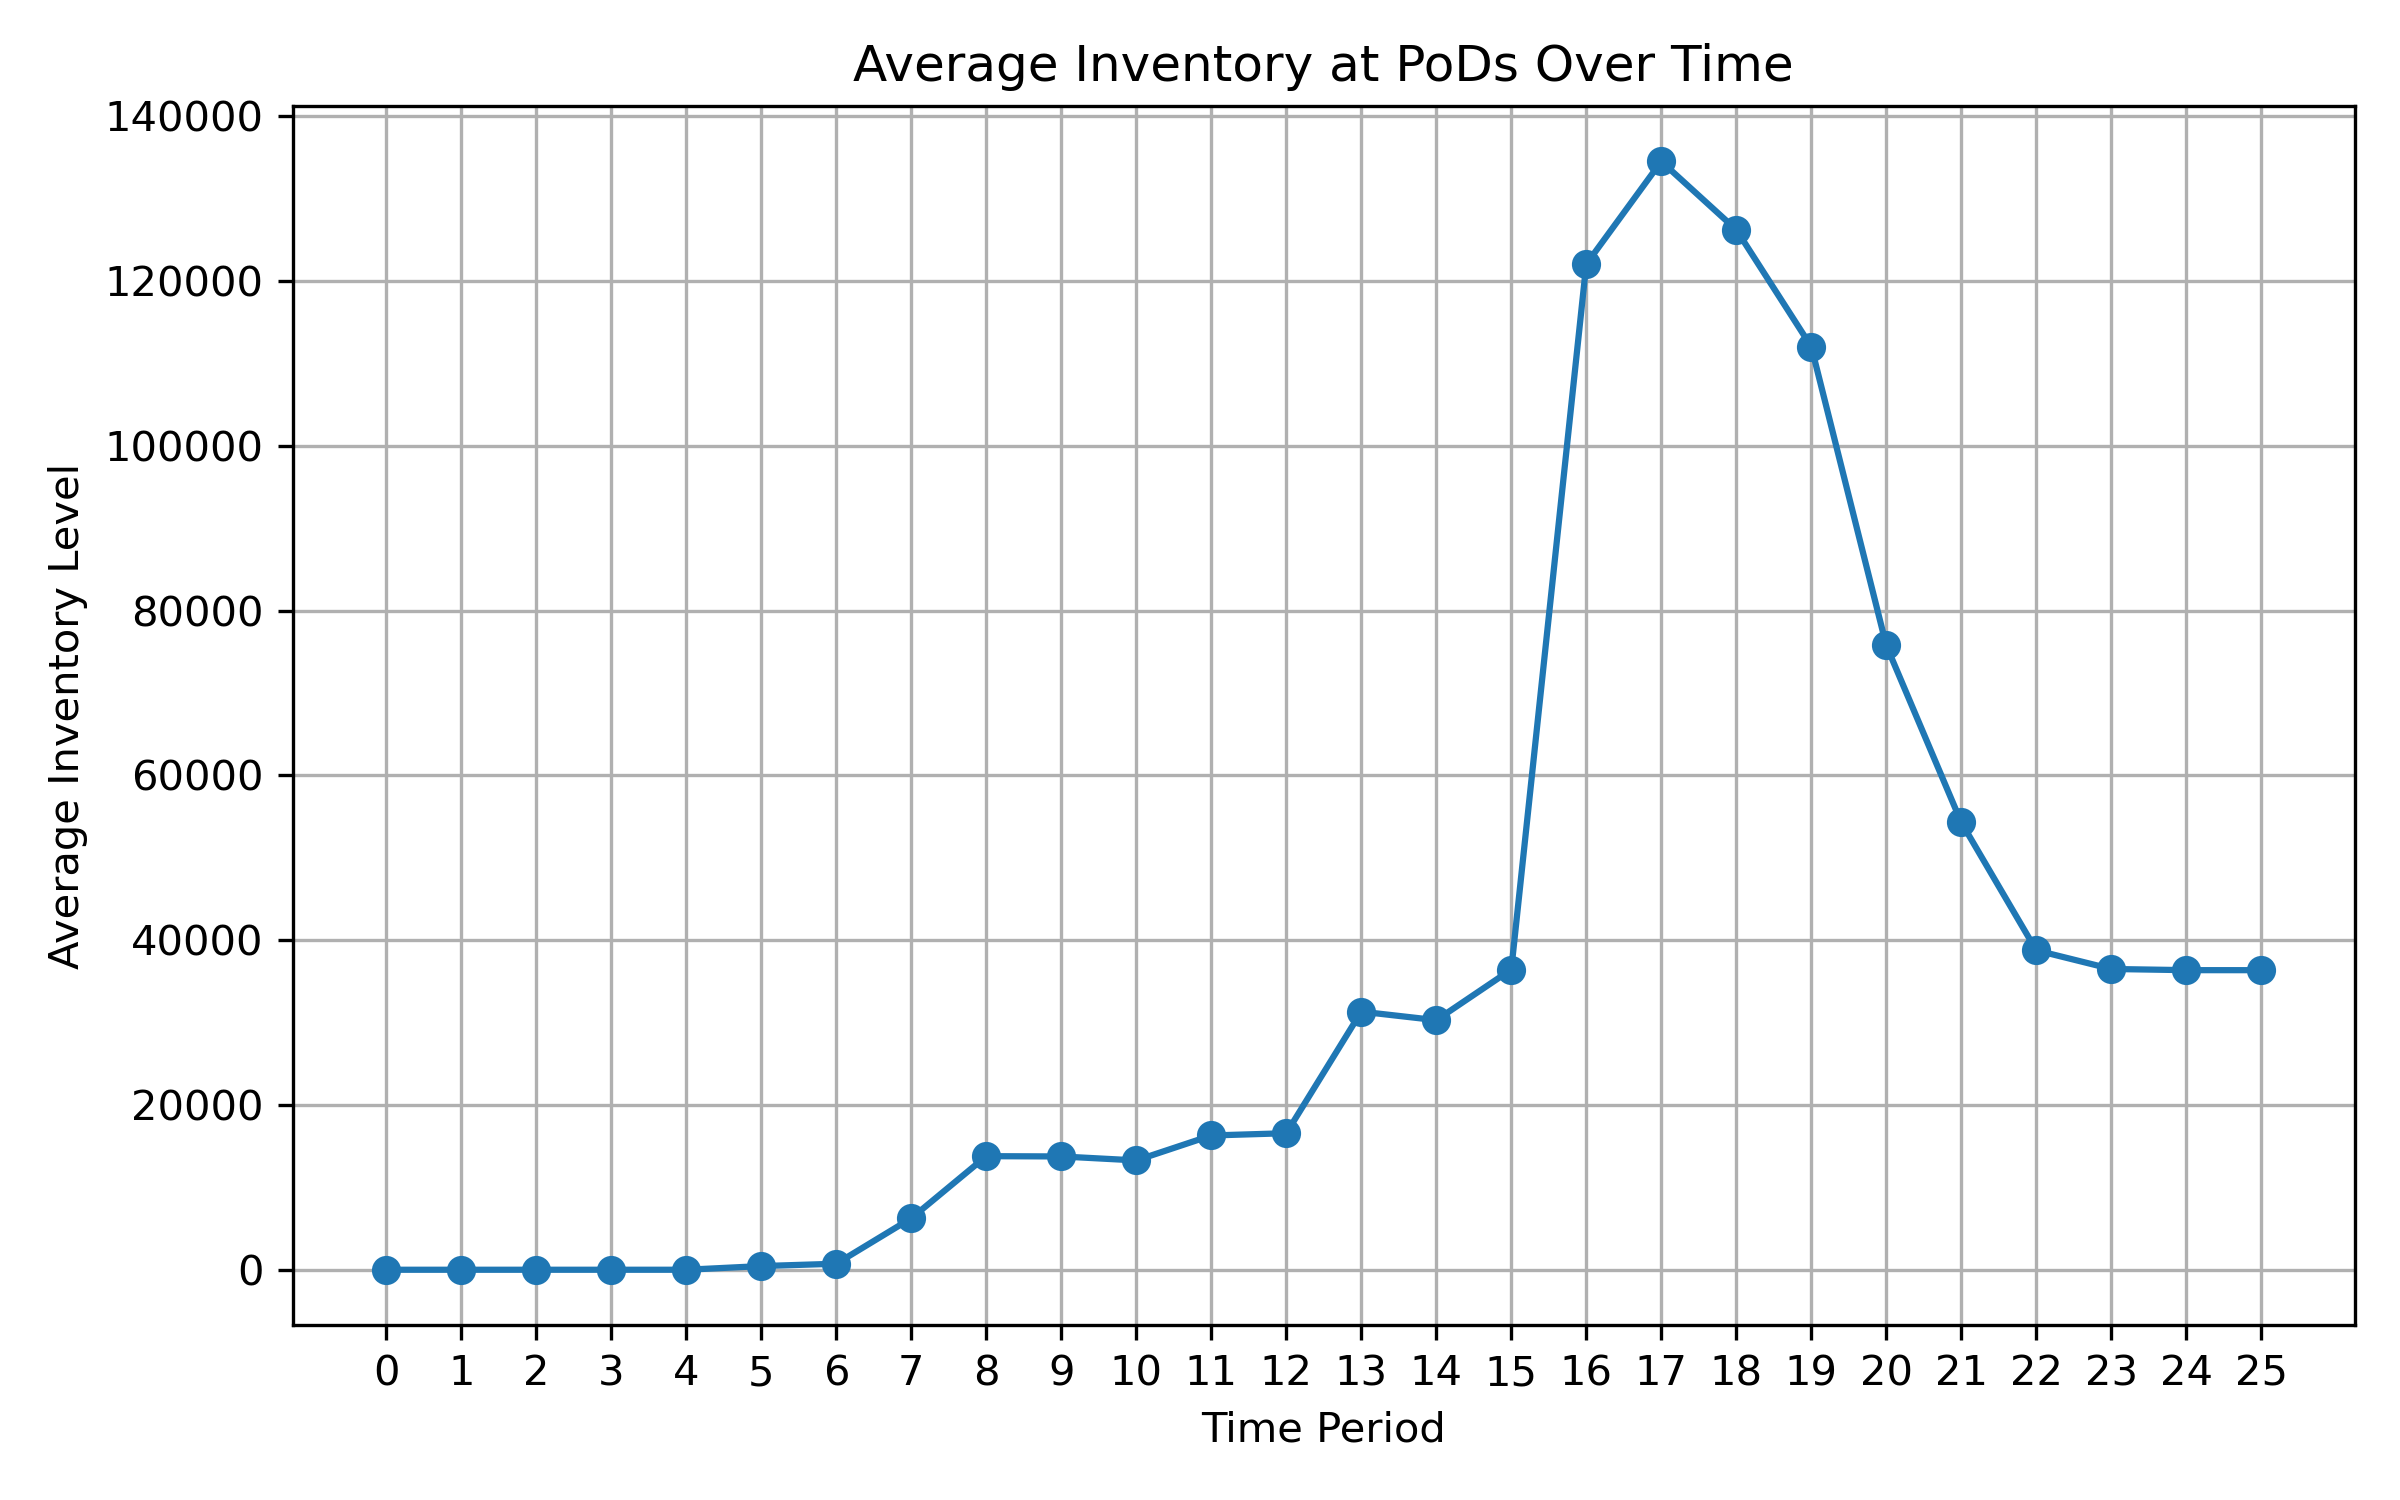 Average Inventory at PoDs Over Time
Average Inventory Level
140000
120000
100000
80000
60000
40000
20000
0
0 1 2 3 4 5 6 7 8 9 10 11 12 13 14 15 16 17 18 19 20 21 22 23 24 25
Time Period